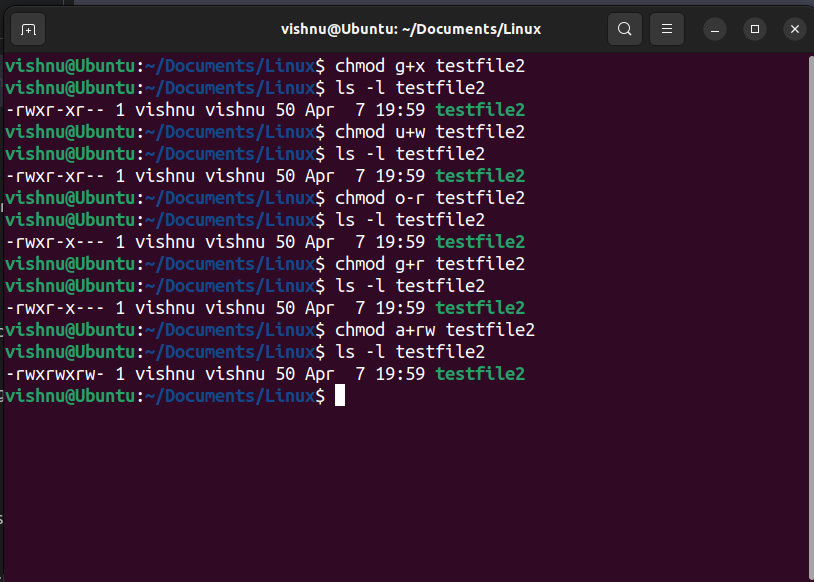 vishnu@Ubuntu: ~/Documents/Linux
vishnu@Ubuntu:~/Documents/Linux$ chmod g+x testfile2
vishnu@Ubuntu:~/Documents/Linux$ ls -l testfile2
-rwxr-xr-- 1 vishnu vishnu 50 Apr  7 19:59 testfile2
vishnu@Ubuntu:~/Documents/Linux$ chmod u+w testfile2
vishnu@Ubuntu:~/Documents/Linux$ ls -l testfile2
-rwxr-xr-- 1 vishnu vishnu 50 Apr  7 19:59 testfile2
vishnu@Ubuntu:~/Documents/Linux$ chmod o-r testfile2
vishnu@Ubuntu:~/Documents/Linux$ ls -l testfile2
-rwxr-x--- 1 vishnu vishnu 50 Apr  7 19:59 testfile2
vishnu@Ubuntu:~/Documents/Linux$ chmod g+r testfile2
vishnu@Ubuntu:~/Documents/Linux$ ls -l testfile2
-rwxr-x--- 1 vishnu vishnu 50 Apr  7 19:59 testfile2
vishnu@Ubuntu:~/Documents/Linux$ chmod a+rw testfile2
vishnu@Ubuntu:~/Documents/Linux$ ls -l testfile2
-rwxrwxrw- 1 vishnu vishnu 50 Apr  7 19:59 testfile2
vishnu@Ubuntu:~/Documents/Linux$